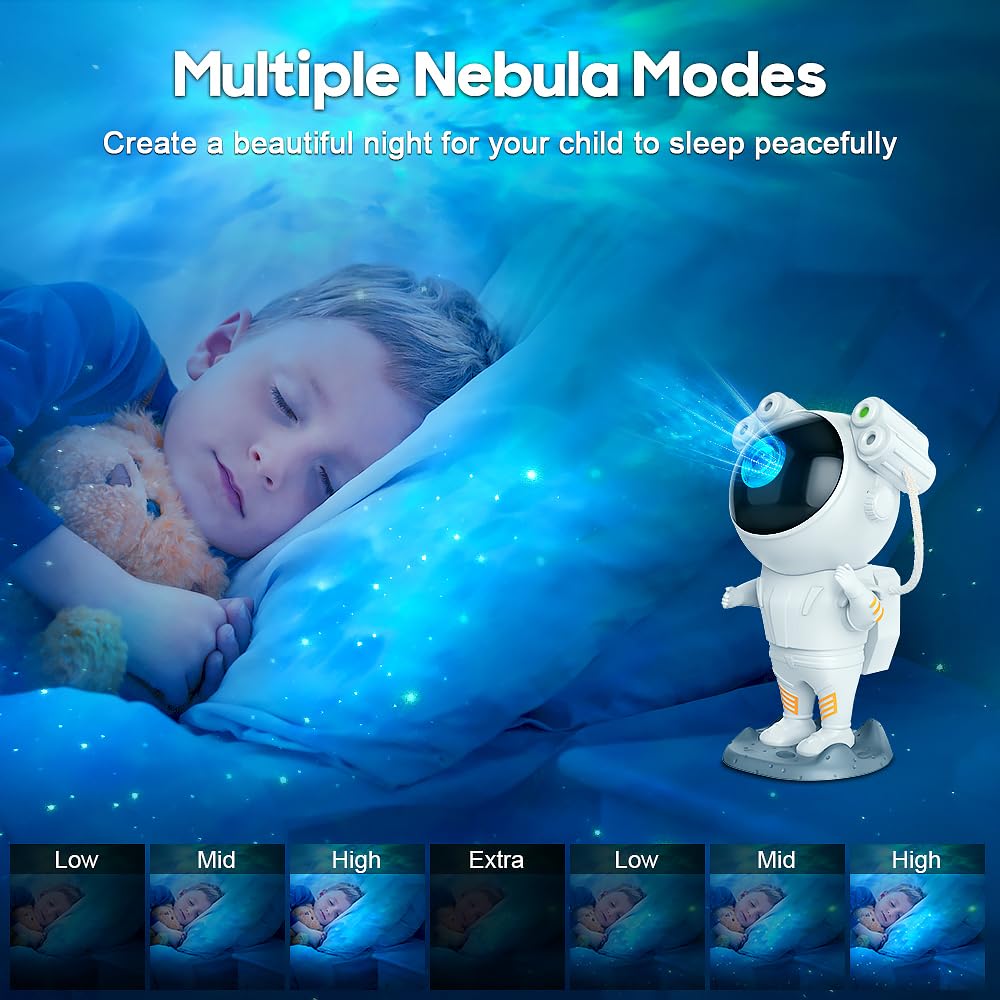 Multiple Nebula Modes
Create a beautiful night for your child to sleep peacefully
Low Mid High Extra Low Mid High